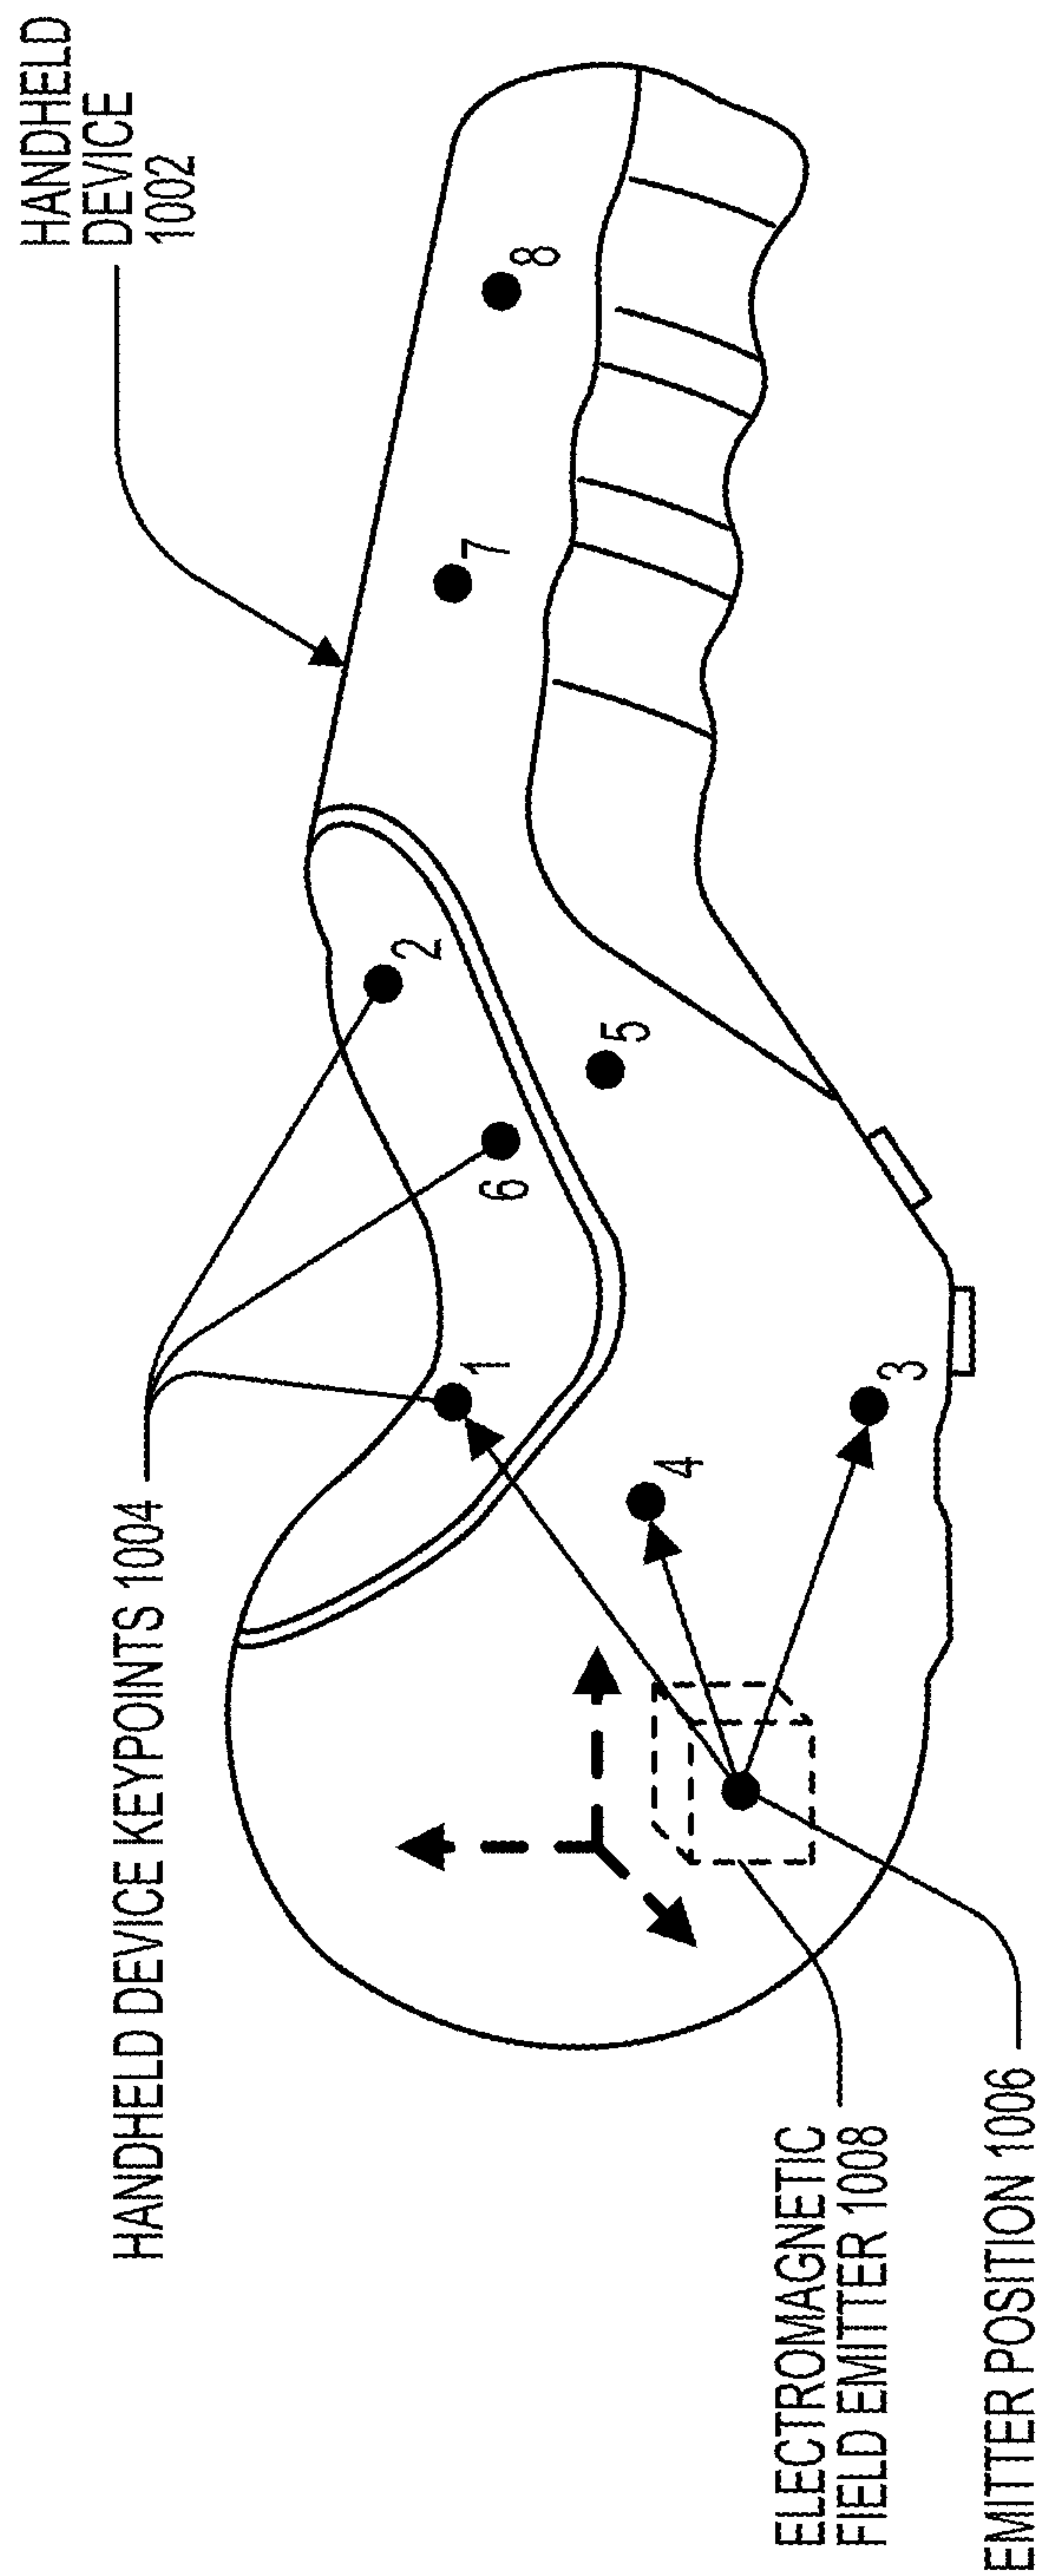 HANDHELD
DEVICE
1002
HANDHELD DEVICE KEYPOINTS 1004
8
7
2
5
6
1
4
3
ELECTROMAGNETIC
FIELD EMITTER 1008
EMITTER POSITION 1006